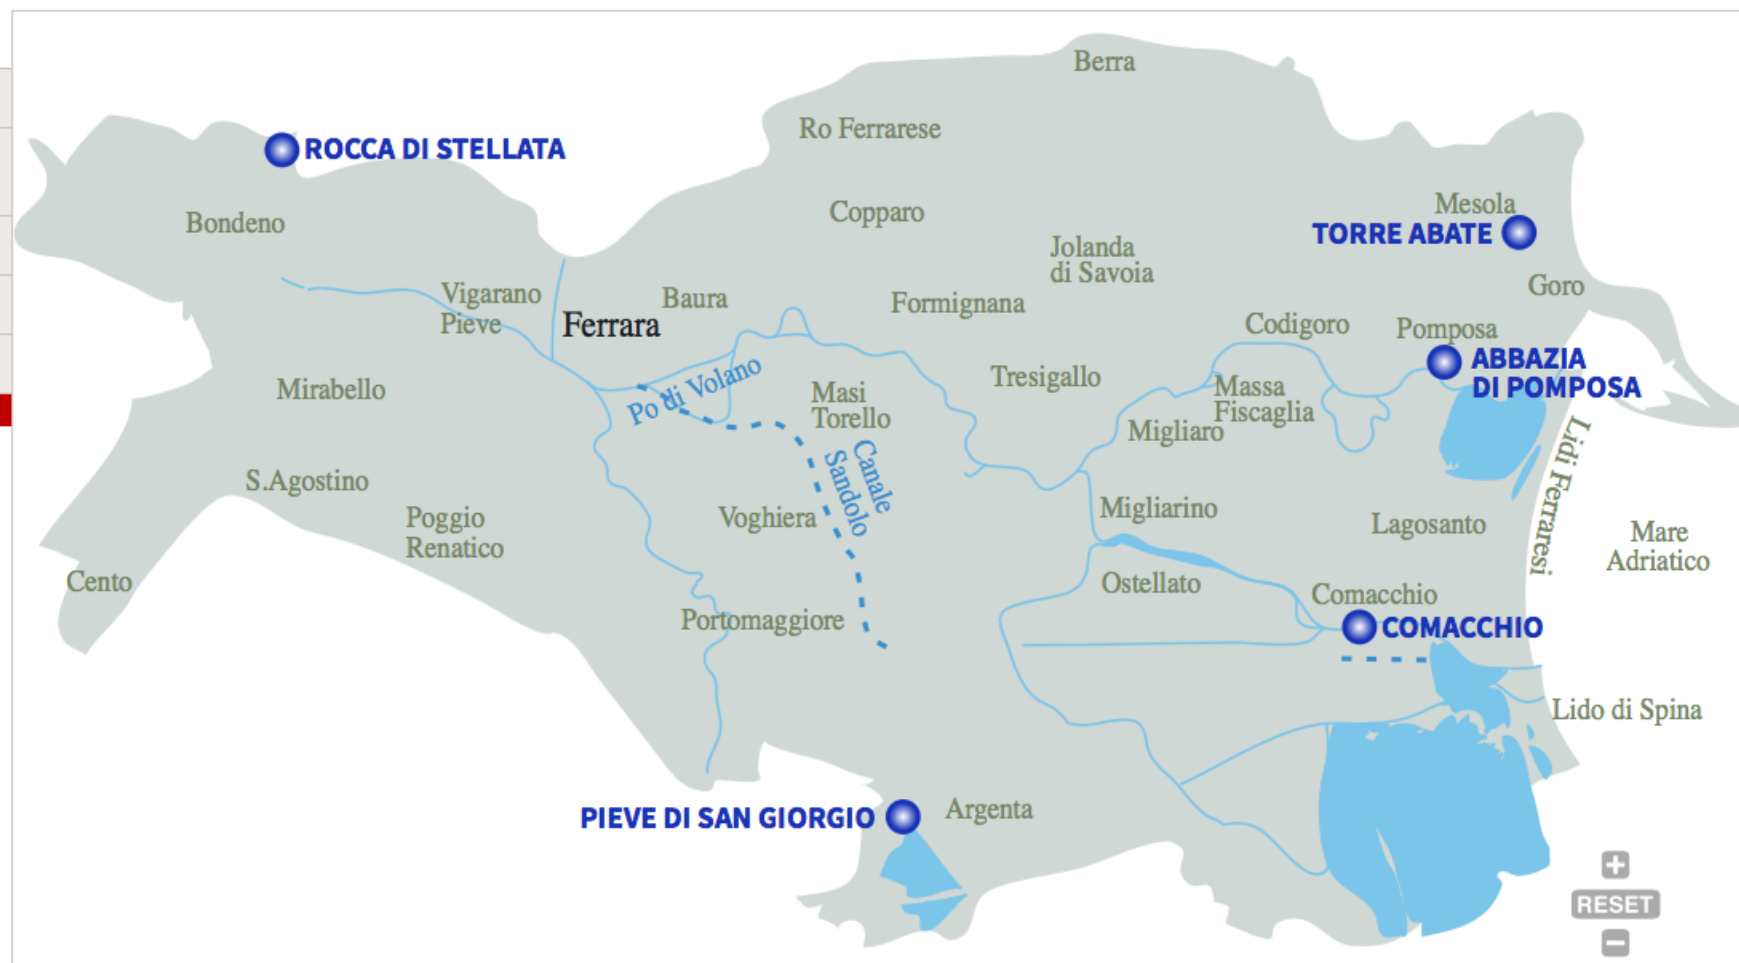 Berra
Ro Ferrarese
ROCCA DI STELLATA
Bondeno
Copparo
Mesola
TORRE ABATE
Jolanda
di Savoia
Goro
Vigarano
Pieve
Baura
Ferrara
Formignana
Codigoro
Pomposa
ABBAZIA
DI POMPOSA
Mirabello
Po di Volano
Masi
Torello
Tresigallo
Massa
Fiscaglia
Migliaro
Canale
Sandolo
Lidi Ferraresi
S.Agostino
Poggio
Renatico
Voghiera
Migliarino
Lagosanto
Mare
Adriatico
Cento
Ostellato
Comacchio
COMACCHIO
Portomaggiore
Lido di Spina
PIEVE DI SAN GIORGIO
Argenta
+
RESET
−